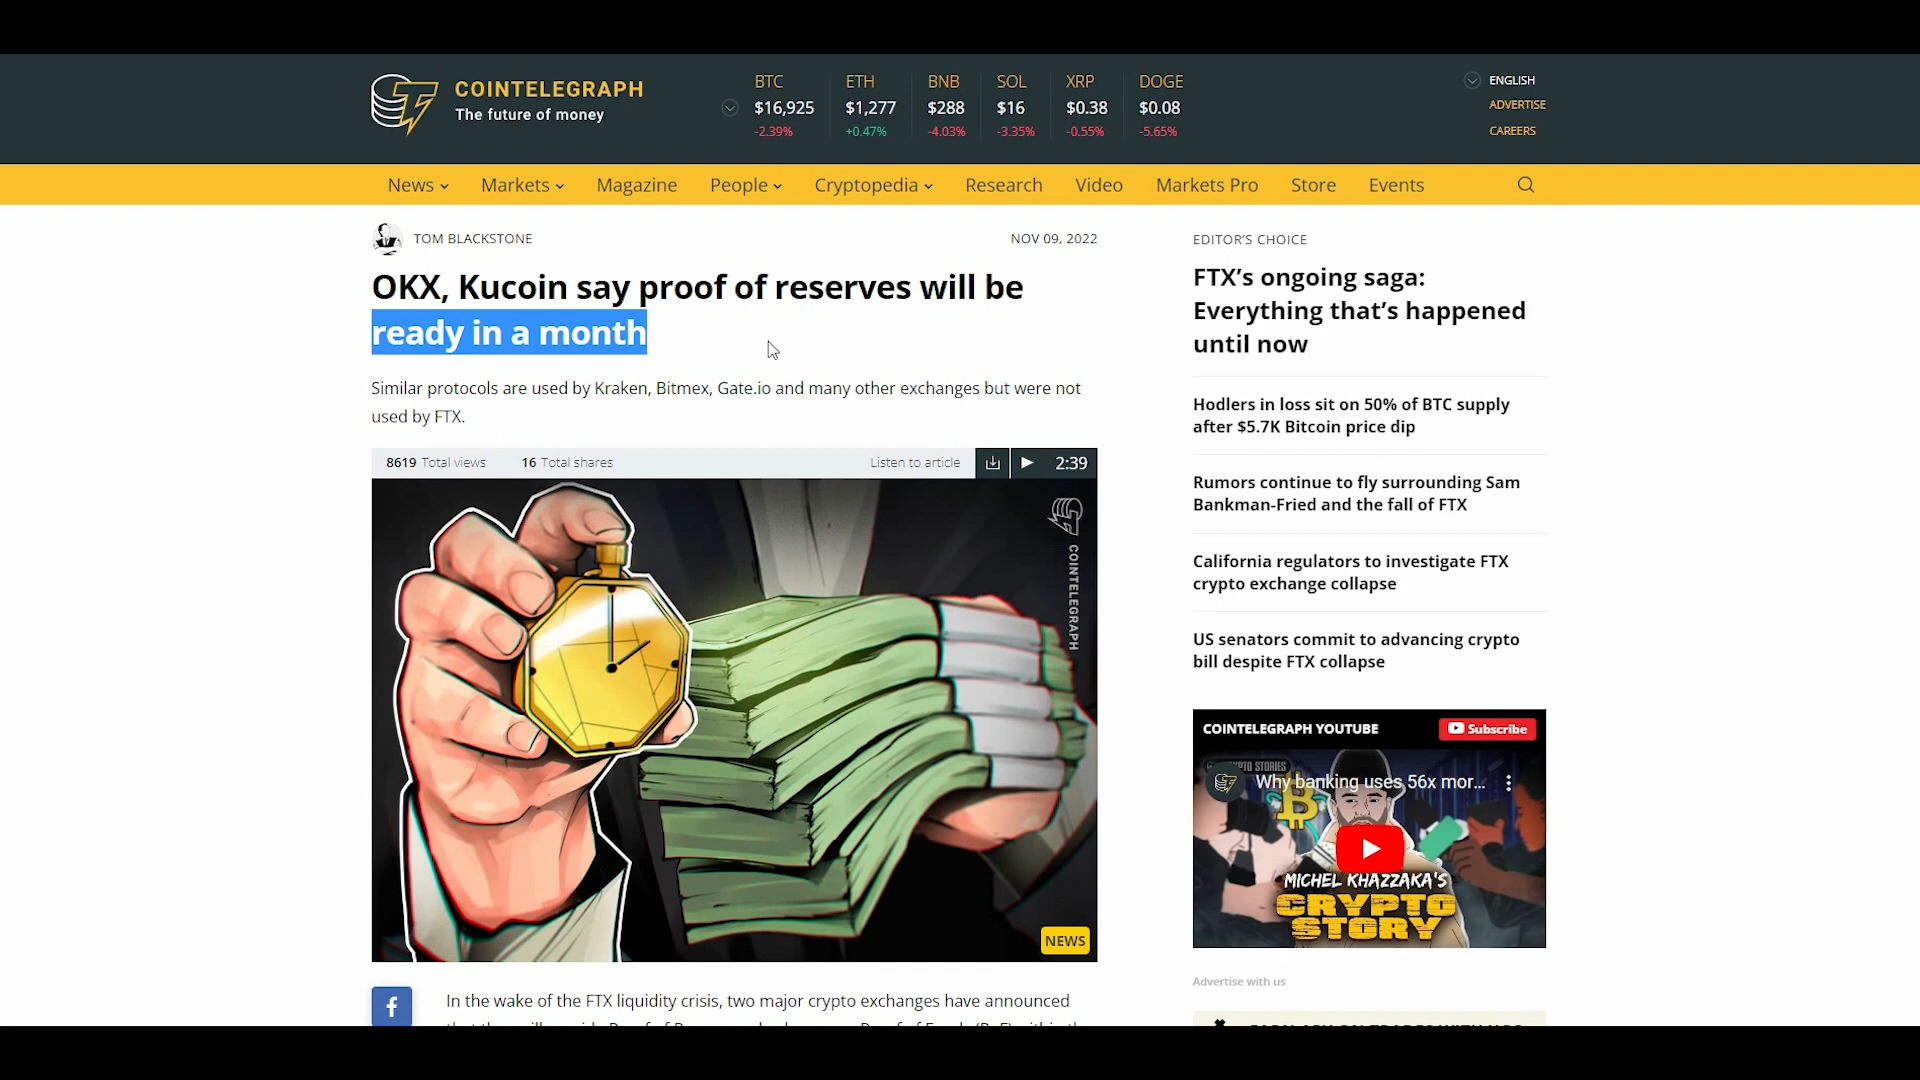 COINTELEGRAPH
The future of money
BTC
$16,925
-2.39%
ETH
$1,277
+0.47%
BNB
$288
-4.03%
SOL
$16
-3.35%
XRP
$0.38
-0.55%
DOGE
$0.08
-5.65%
ENGLISH
ADVERTISE
CAREERS
News Markets Magazine People Cryptopedia Research Video Markets Pro Store Events
TOM BLACKSTONE
NOV 09, 2022
OKX, Kucoin say proof of reserves will be
ready in a month
Similar protocols are used by Kraken, Bitmex, Gate.io and many other exchanges but were not
used by FTX.
8619 Total views 16 Total shares Listen to article 2:39
COINTELEGRAPH
NEWS
In the wake of the FTX liquidity crisis, two major crypto exchanges have announced
EDITOR'S CHOICE
FTX's ongoing saga:
Everything that's happened
until now
Hodlers in loss sit on 50% of BTC supply
after $5.7K Bitcoin price dip
Rumors continue to fly surrounding Sam
Bankman-Fried and the fall of FTX
California regulators to investigate FTX
crypto exchange collapse
US senators commit to advancing crypto
bill despite FTX collapse
COINTELEGRAPH YOUTUBE
Subscribe
Why banking uses 56x mor...
MICHEL KHAZZAKA'S
CRYPTO
STORY
Advertise with us